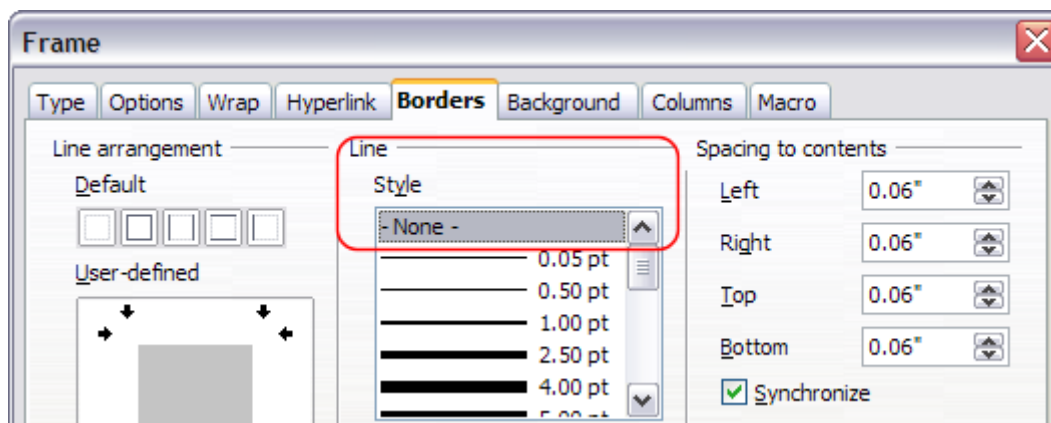 Frame
Type Options Wrap Hyperlink Borders Background Columns Macro
Line arrangement
Default
User-defined
Line
Style
- None -
0.05 pt
0.50 pt
1.00 pt
2.50 pt
4.00 pt
Spacing to contents
Left 0.06"
Right 0.06"
Top 0.06"
Bottom 0.06"
Synchronize